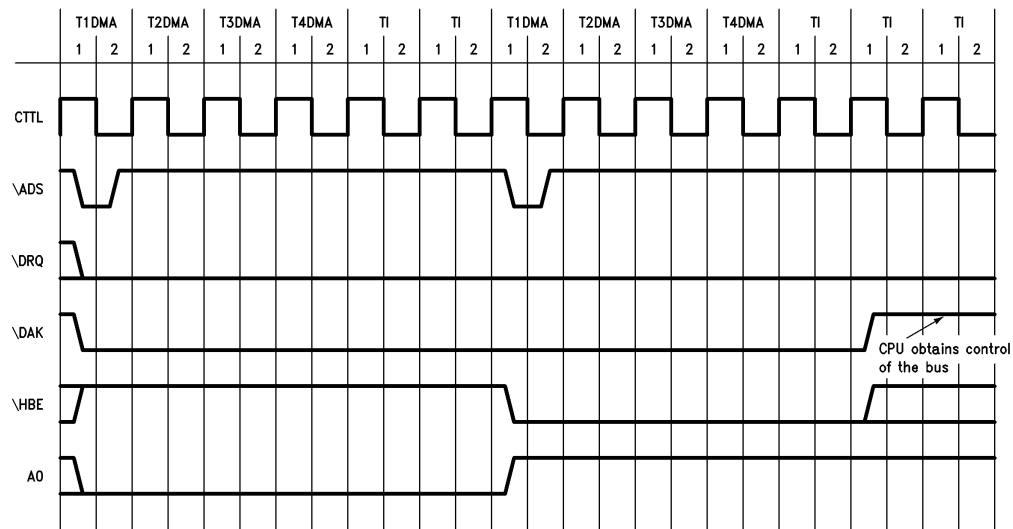 T1DMA T2DMA T3DMA T4DMA TI TI T1DMA T2DMA T3DMA T4DMA TI TI TI
1 2 1 2 1 2 1 2 1 2 1 2 1 2 1 2 1 2 1 2 1 2 1 2 1 2
CTTL
\ADS
\DRQ
\DAK
CPU obtains control
of the bus
\HBE
A0